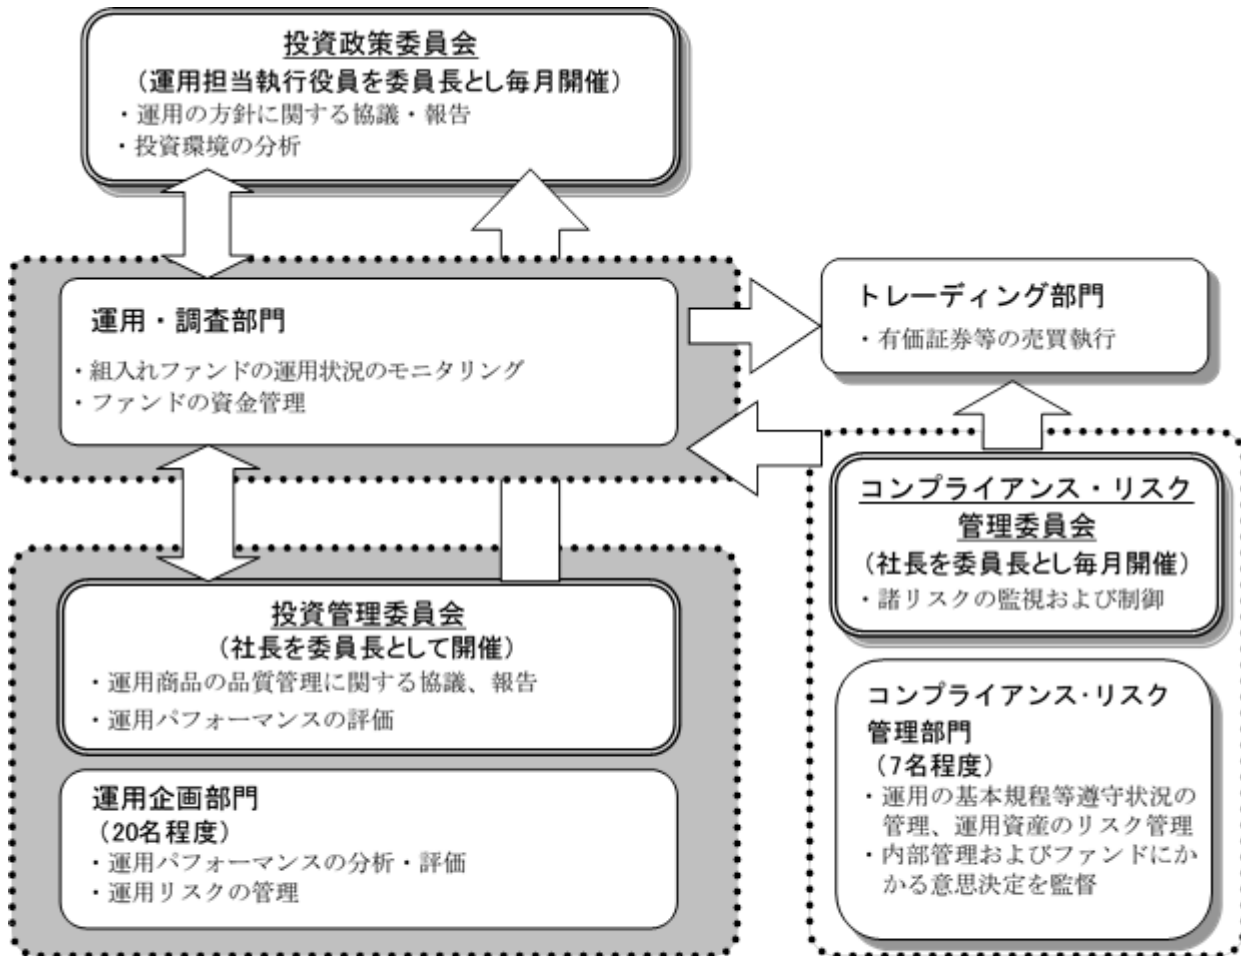 投資政策委員会
（運用担当執行役員を委員長とし毎月開催）
・運用の方針に関する協議・報告
・投資環境の分析
運用・調査部門
・組入れファンドの運用状況のモニタリング
・ファンドの資金管理
トレーディング部門
・有価証券等の売買執行
投資管理委員会
（社長を委員長として開催）
・運用商品の品質管理に関する協議、報告
・運用パフォーマンスの評価
運用企画部門
（20名程度）
・運用パフォーマンスの分析・評価
・運用リスクの管理
コンプライアンス・リスク
管理委員会
（社長を委員長とし毎月開催）
・諸リスクの監視および制御
コンプライアンス・リスク
管理部門
（7名程度）
・運用の基本規程等遵守状況の
管理、運用資産のリスク管理
・内部管理およびファンドにか
かる意思決定を監督